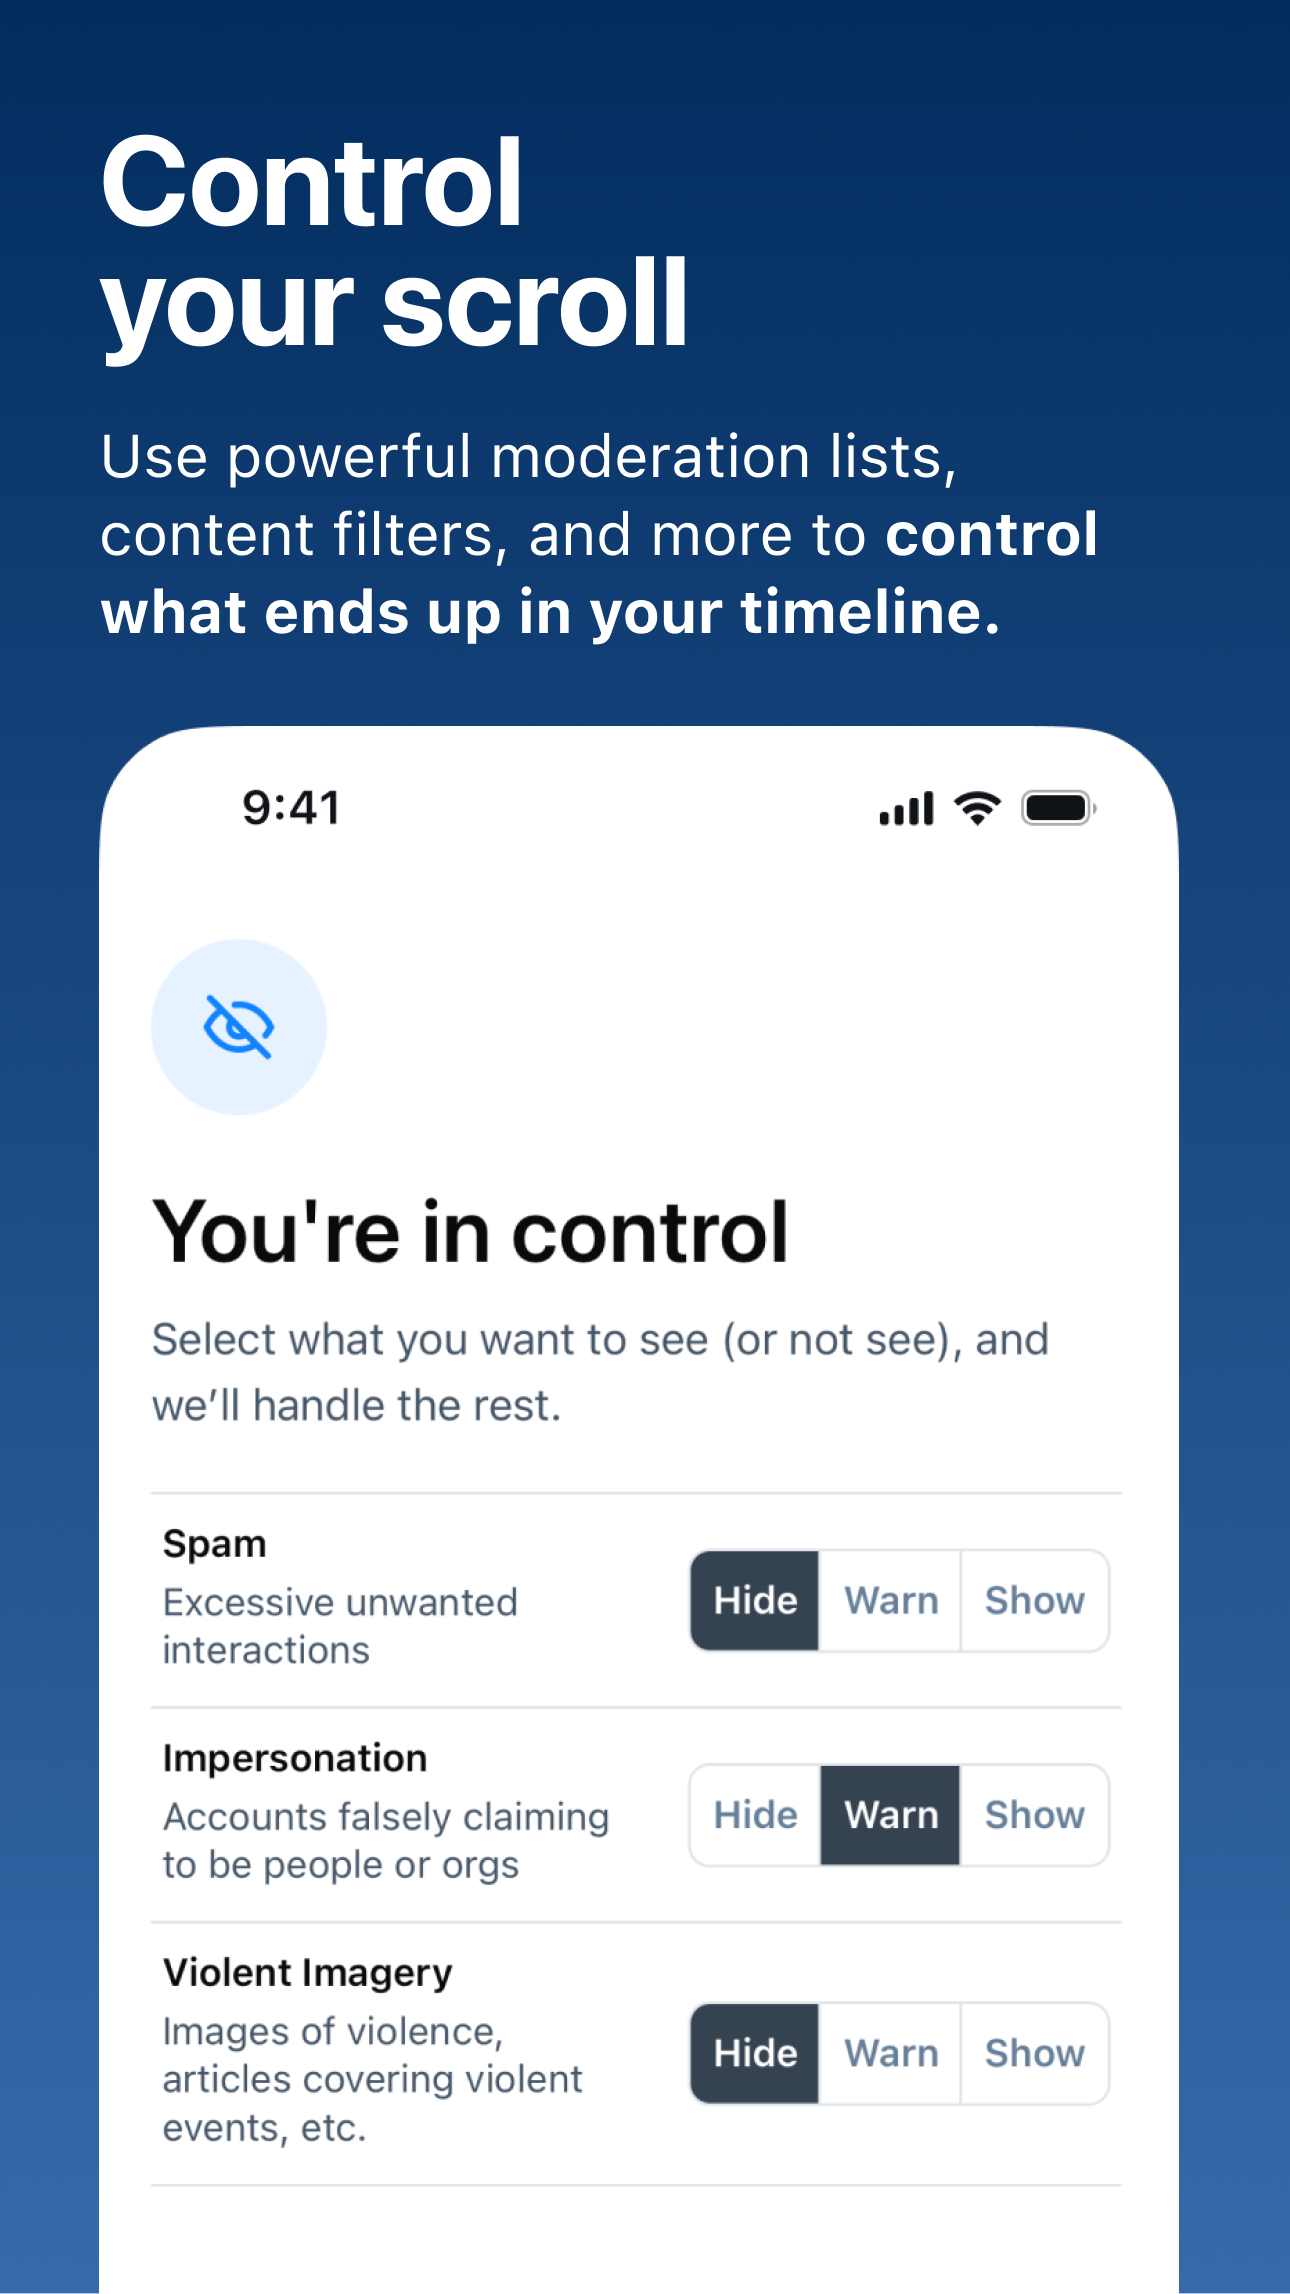 Control
your scroll
Use powerful moderation lists,
content filters, and more to control
what ends up in your timeline.
9:41
You're in control
Select what you want to see (or not see), and
we’ll handle the rest.
Spam
Excessive unwanted
interactions
Hide Warn Show
Impersonation
Accounts falsely claiming
to be people or orgs
Hide Warn Show
Violent Imagery
Images of violence,
articles covering violent
events, etc.
Hide Warn Show